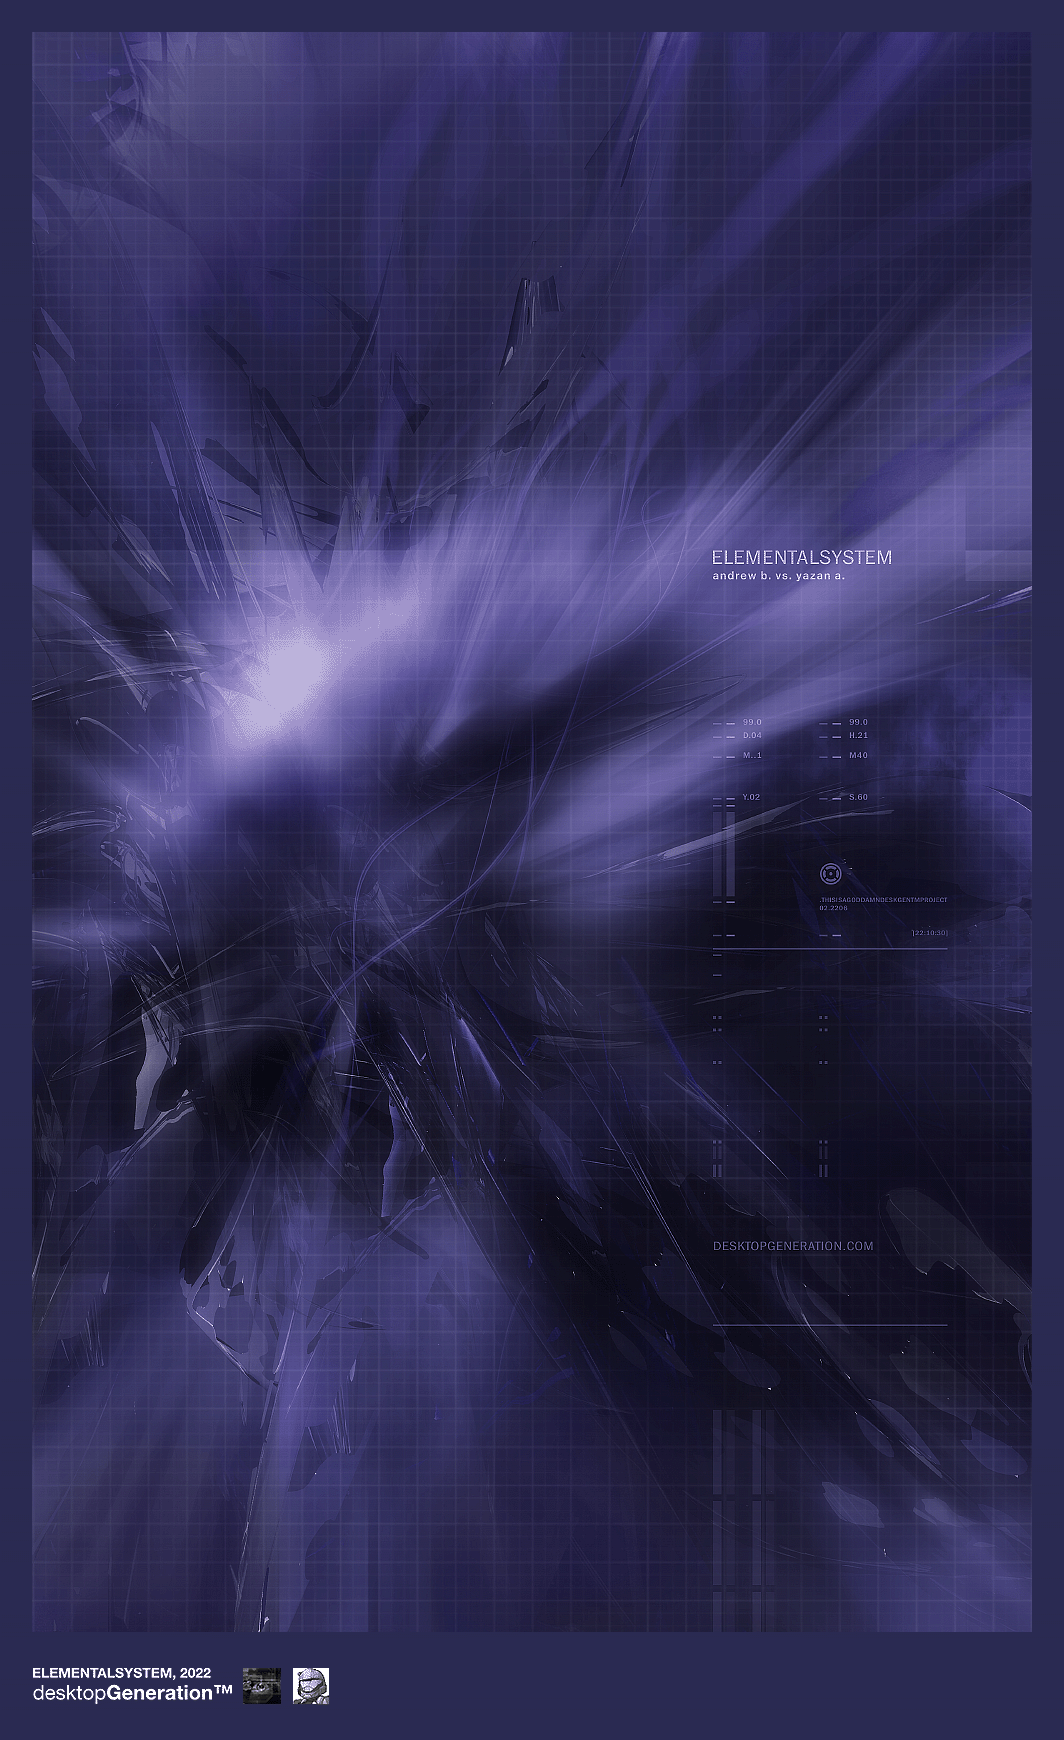 ELEMENTALSYSTEM
andrew b. vs. yazan a.
99.0 99.0
D.04 H.21
M..1 M40
Y.02 S.60
.THISISAGODDAMNDESKGENTMPROJECT
02.2206
[22:10:30]
DESKTOPGENERATION.COM
ELEMENTALSYSTEM, 2022
desktopGeneration™